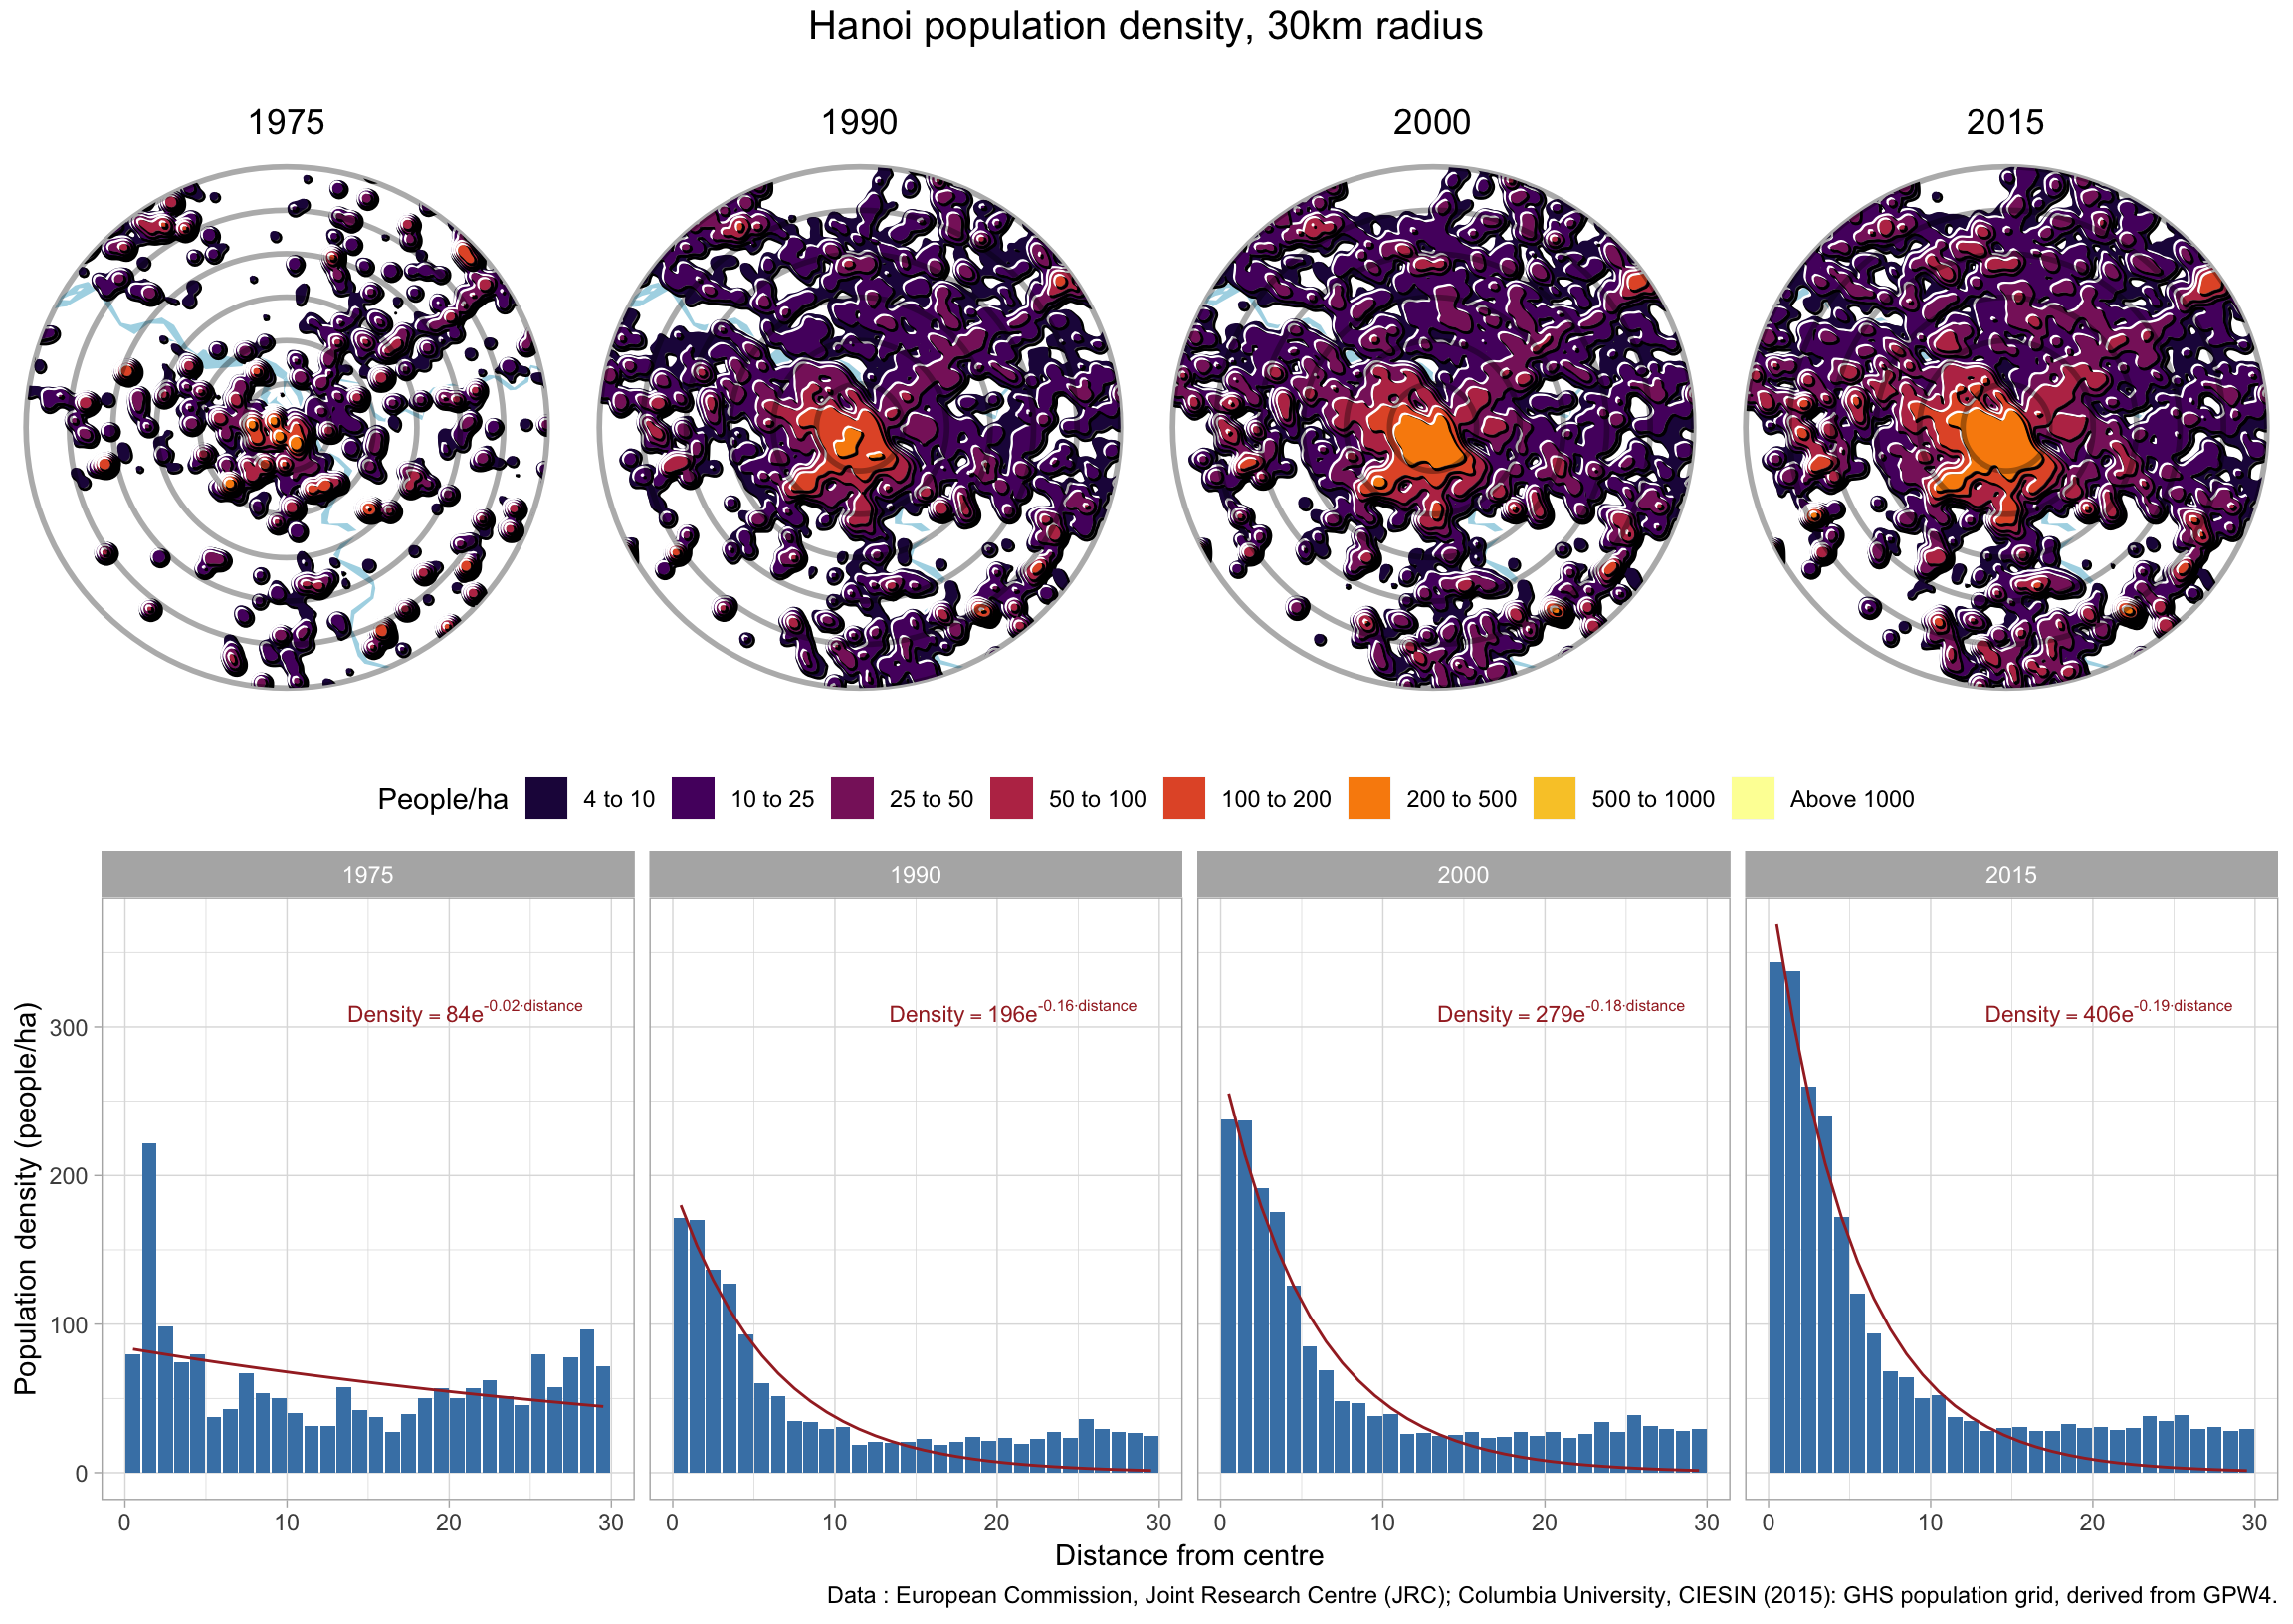 Hanoi population density, 30km radius
1975 1990 2000 2015
People/ha 4 to 10 10 to 25 25 to 50 50 to 100 100 to 200 200 to 500 500 to 1000 Above 1000
1975 1990 2000 2015
Density = 84e^-0.02·distance Density = 196e^-0.16·distance Density = 279e^-0.18·distance Density = 406e^-0.19·distance
Population density (people/ha)
300
200
100
0
0 10 20 30 0 10 20 30 0 10 20 30 0 10 20 30
Distance from centre
Data : European Commission, Joint Research Centre (JRC); Columbia University, CIESIN (2015): GHS population grid, derived from GPW4.